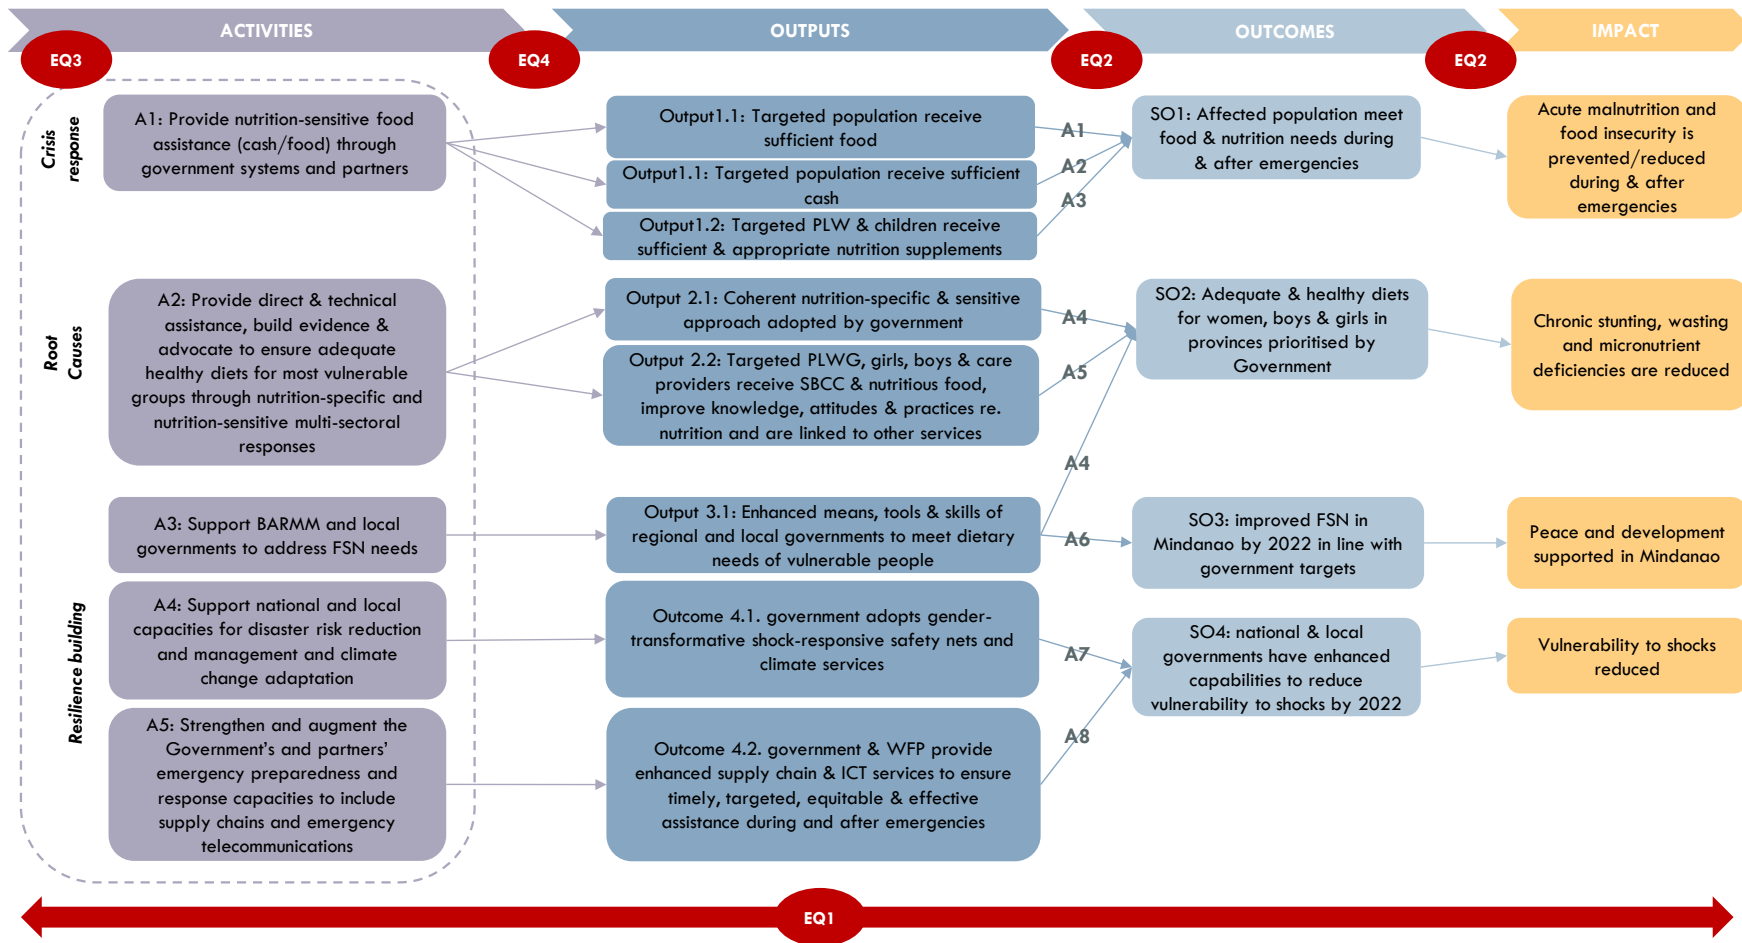 ACTIVITIES
OUTPUTS
OUTCOMES
IMPACT
EQ3
EQ4
EQ2
EQ2
Crisis
response
A1: Provide nutrition-sensitive food
assistance (cash/food) through
government systems and partners
Output1.1: Targeted population receive
sufficient food
Output1.1: Targeted population receive sufficient
cash
Output1.2: Targeted PLW & children receive
sufficient & appropriate nutrition supplements
A1
A2
A3
SO1: Affected population meet
food & nutrition needs during
& after emergencies
Acute malnutrition and
food insecurity is
prevented/reduced
during & after
emergencies
Root
Causes
A2: Provide direct & technical
assistance, build evidence &
advocate to ensure adequate
healthy diets for most vulnerable
groups through nutrition-specific and
nutrition-sensitive multi-sectoral
responses
Output 2.1: Coherent nutrition-specific & sensitive
approach adopted by government
Output 2.2: Targeted PLWG, girls, boys & care
providers receive SBCC & nutritious food,
improve knowledge, attitudes & practices re.
nutrition and are linked to other services
A4
A5
A4
SO2: Adequate & healthy diets
for women, boys & girls in
provinces prioritised by
Government
Chronic stunting, wasting
and micronutrient
deficiencies are reduced
Resilience building
A3: Support BARMM and local
governments to address FSN needs
Output 3.1: Enhanced means, tools & skills of
regional and local governments to meet dietary
needs of vulnerable people
A6
SO3: improved FSN in
Mindanao by 2022 in line with
government targets
Peace and development
supported in Mindanao
A4: Support national and local
capacities for disaster risk reduction
and management and climate
change adaptation
Outcome 4.1. government adopts gender-
transformative shock-responsive safety nets and
climate services
A7
SO4: national & local
governments have enhanced
capabilities to reduce
vulnerability to shocks by 2022
Vulnerability to shocks
reduced
A5: Strengthen and augment the
Government's and partners'
emergency preparedness and
response capacities to include
supply chains and emergency
telecommunications
Outcome 4.2. government & WFP provide
enhanced supply chain & ICT services to ensure
timely, targeted, equitable & effective
assistance during and after emergencies
A8
EQ1